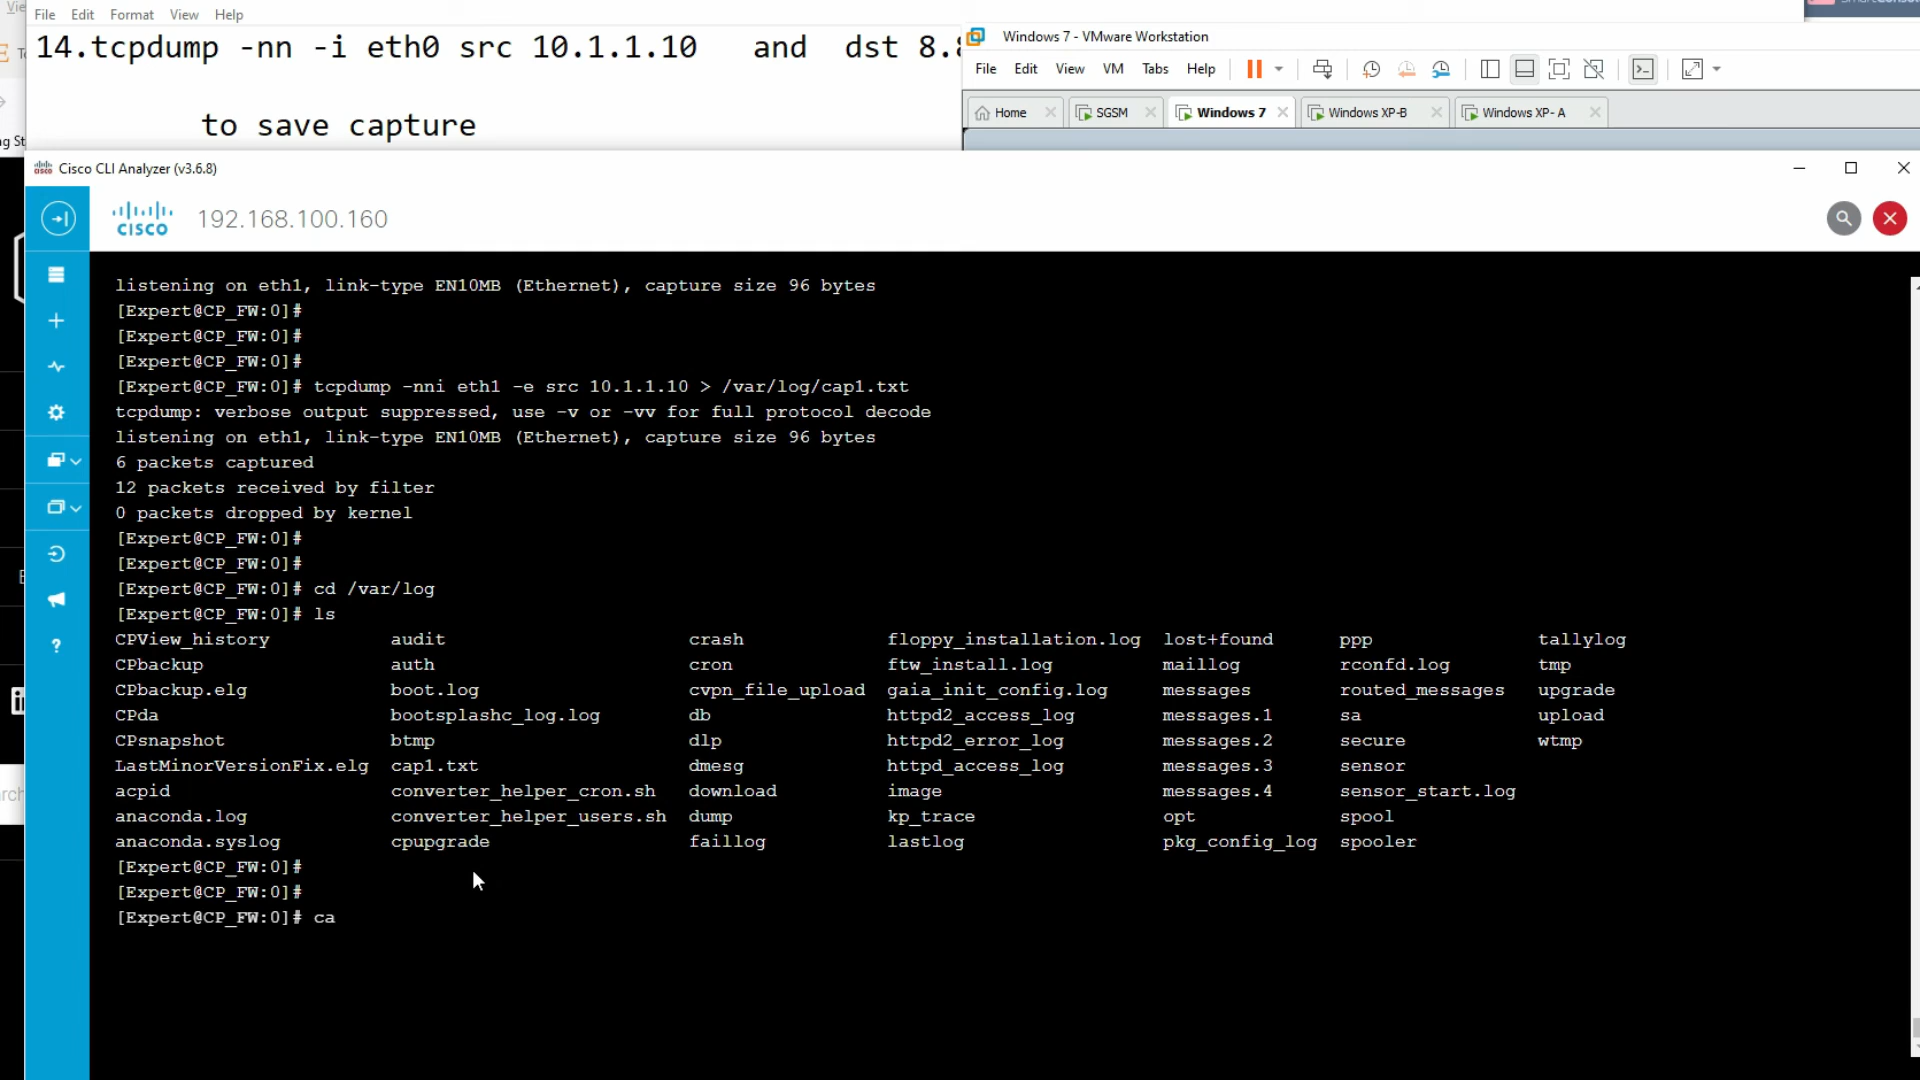 File Edit Format View Help
14.tcpdump -nn -i eth0 src 10.1.1.10 and dst 8.8
to save capture
Windows 7 - VMware Workstation
File Edit View VM Tabs Help
Home SGSM Windows 7 Windows XP-B Windows XP- A
Cisco CLI Analyzer (v3.6.8)
CISCO 192.168.100.160
listening on eth1, link-type EN10MB (Ethernet), capture size 96 bytes
[Expert@CP_FW:0]#
[Expert@CP_FW:0]#
[Expert@CP_FW:0]#
[Expert@CP_FW:0]# tcpdump -nni eth1 -e src 10.1.1.10 > /var/log/cap1.txt
tcpdump: verbose output suppressed, use -v or -vv for full protocol decode
listening on eth1, link-type EN10MB (Ethernet), capture size 96 bytes
6 packets captured
12 packets received by filter
0 packets dropped by kernel
[Expert@CP_FW:0]#
[Expert@CP_FW:0]#
[Expert@CP_FW:0]# cd /var/log
[Expert@CP_FW:0]# ls
CPView_history audit crash floppy_installation.log lost+found ppp tallylog
CPbackup auth cron ftw_install.log maillog rconfd.log tmp
CPbackup.elg boot.log cvpn_file_upload gaia_init_config.log messages routed_messages upgrade
CPda bootsplashc_log.log db httpd2_access_log messages.1 sa upload
CPsnapshot btmp dlp httpd2_error_log messages.2 secure wtmp
LastMinorVersionFix.elg cap1.txt dmesg httpd_access_log messages.3 sensor
acpid converter_helper_cron.sh download image messages.4 sensor_start.log
anaconda.log converter_helper_users.sh dump kp_trace opt spool
anaconda.syslog cpupgrade faillog lastlog pkg_config_log spooler
[Expert@CP_FW:0]#
[Expert@CP_FW:0]#
[Expert@CP_FW:0]# ca